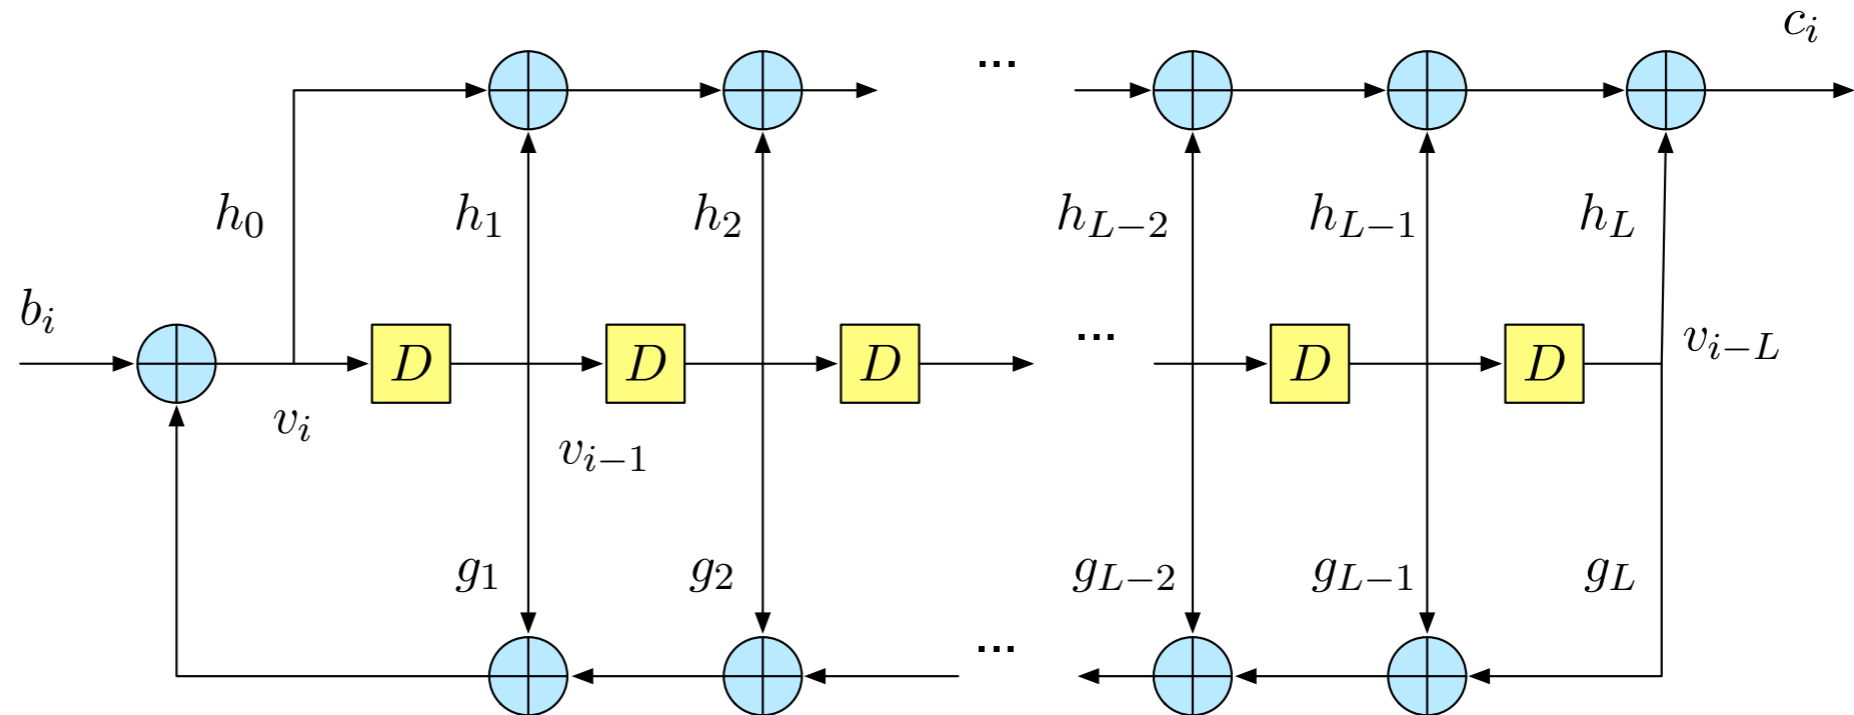 c_i
...
h_0 h_1 h_2 h_{L-2} h_{L-1} h_L
b_i
D D D ... D D v_{i-L}
v_i v_{i-1}
g_1 g_2 g_{L-2} g_{L-1} g_L
...